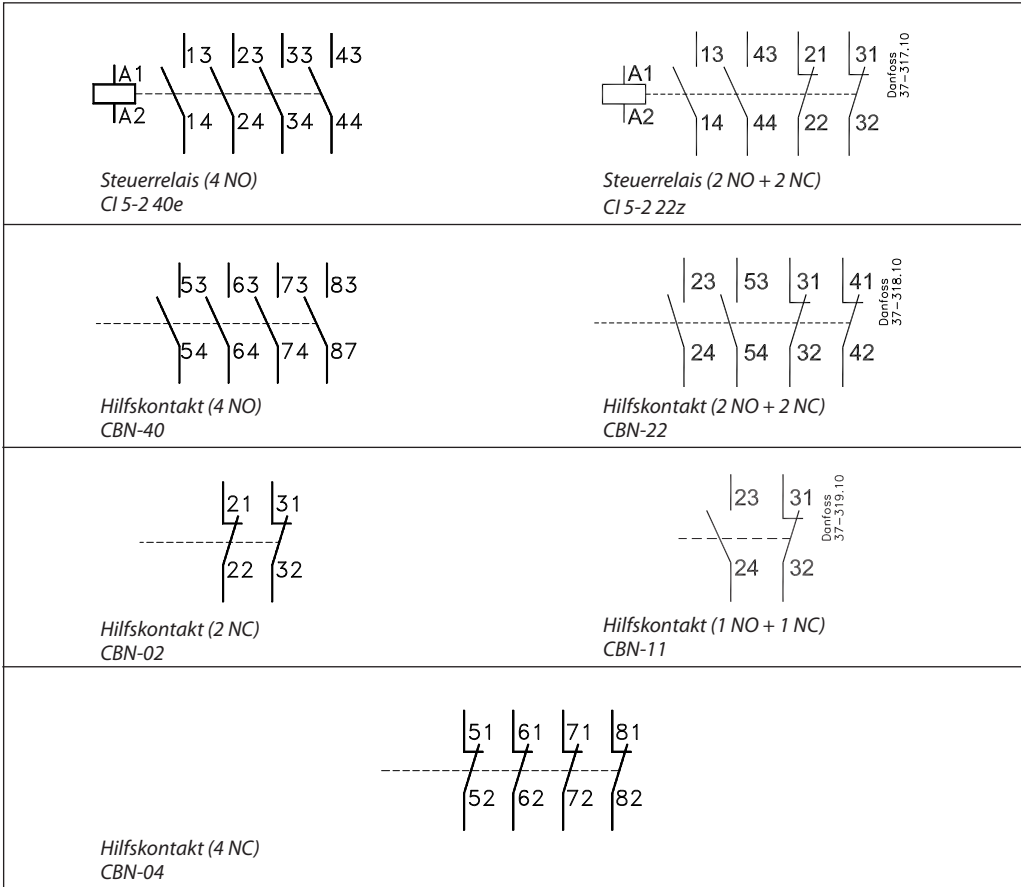 13 23 33 43
A1
A2
14 24 34 44
Steuerrelais (4 NO)
CI 5-2 40e
13 43 21 31
A1
A2
14 44 22 32
Danfoss
37-317.10
Steuerrelais (2 NO + 2 NC)
CI 5-2 22z
53 63 73 83
54 64 74 87
Hilfskontakt (4 NO)
CBN-40
23 53 31 41
24 54 32 42
Danfoss
37-318.10
Hilfskontakt (2 NO + 2 NC)
CBN-22
21 31
22 32
Hilfskontakt (2 NC)
CBN-02
23 31
24 32
Danfoss
37-319.10
Hilfskontakt (1 NO + 1 NC)
CBN-11
51 61 71 81
52 62 72 82
Hilfskontakt (4 NC)
CBN-04